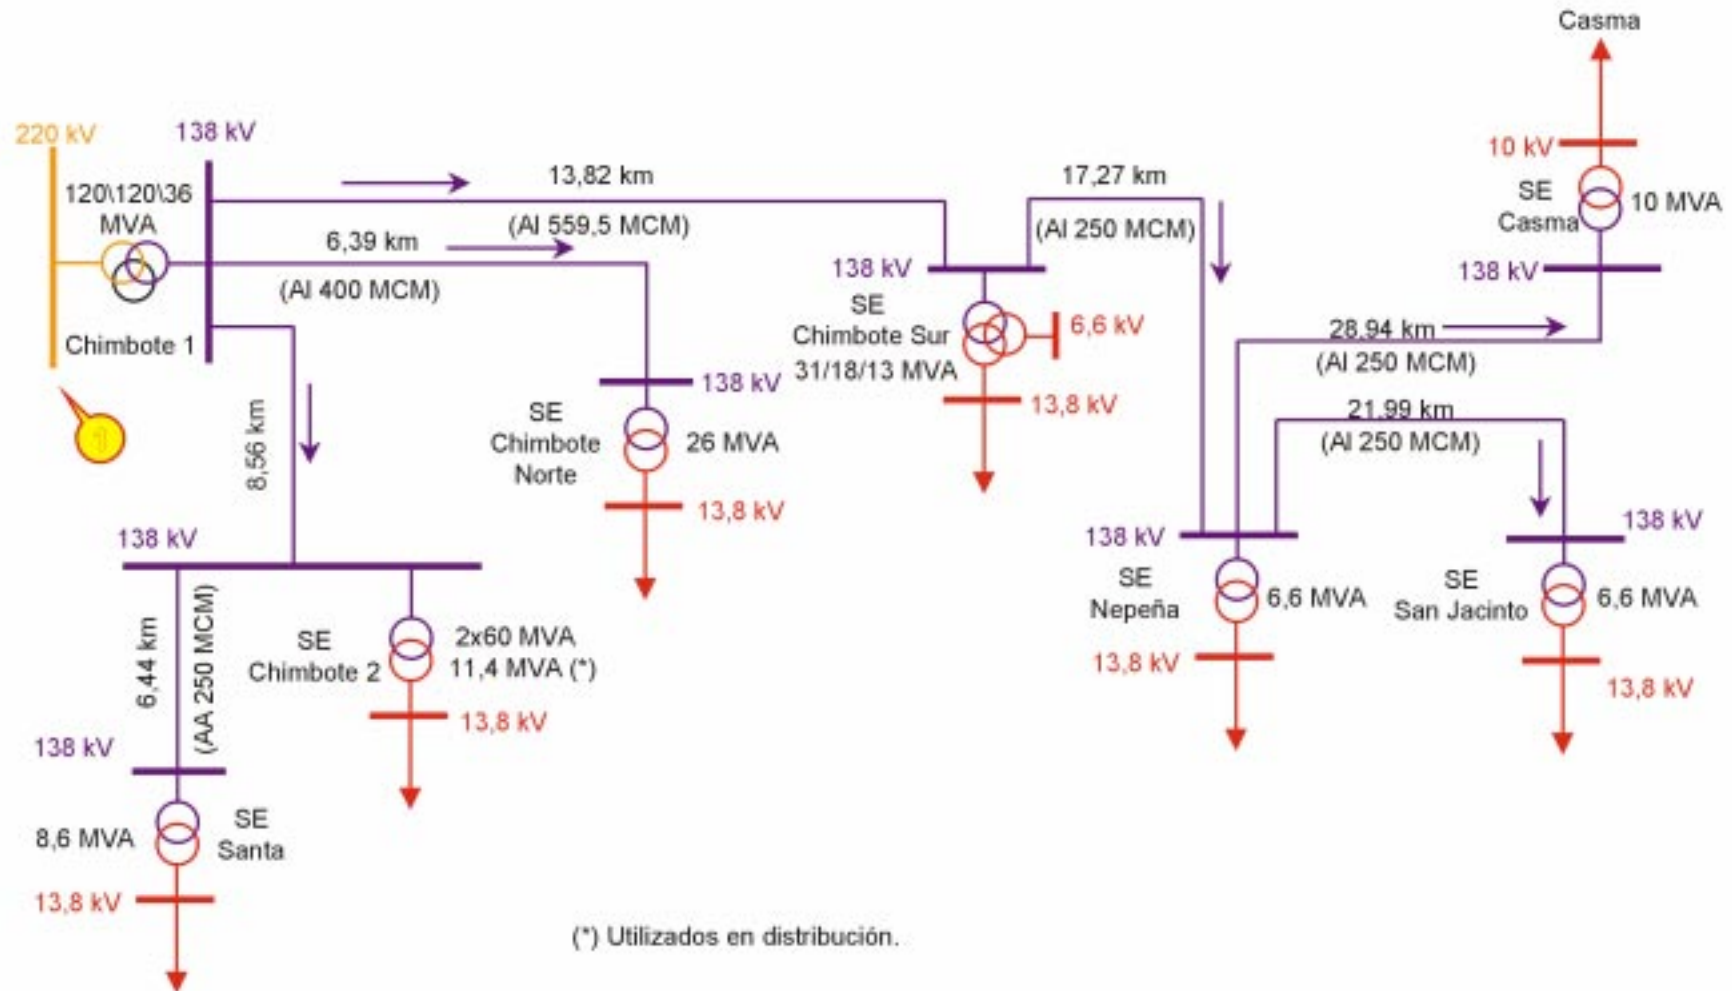 Casma
220 kV
138 kV
120\120\36
MVA
Chimbote 1
1
13,82 km
(Al 559,5 MCM)
6,39 km
(Al 400 MCM)
8,56 km
17,27 km
(Al 250 MCM)
10 kV
SE
Casma
10 MVA
138 kV
138 kV
SE
Chimbote Sur
31/18/13 MVA
6,6 kV
13,8 kV
28,94 km
(Al 250 MCM)
21,99 km
(Al 250 MCM)
138 kV
SE
Chimbote
Norte
26 MVA
13,8 kV
138 kV
SE
Nepeña
6,6 MVA
13,8 kV
138 kV
SE
San Jacinto
6,6 MVA
13,8 kV
138 kV
6,44 km
(AA 250 MCM)
SE
Chimbote 2
2x60 MVA
11,4 MVA (*)
13,8 kV
138 kV
8,6 MVA
SE
Santa
13,8 kV
(*) Utilizados en distribución.